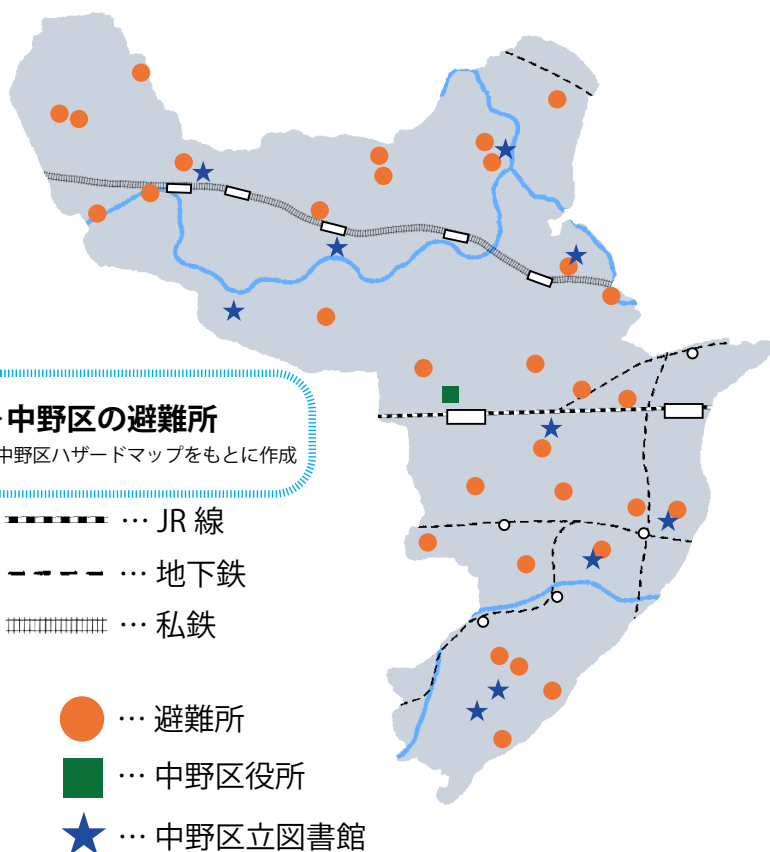 中野区の避難所
中野区ハザードマップをもとに作成
… JR 線
… 地下鉄
… 私鉄
… 避難所
… 中野区役所
… 中野区立図書館